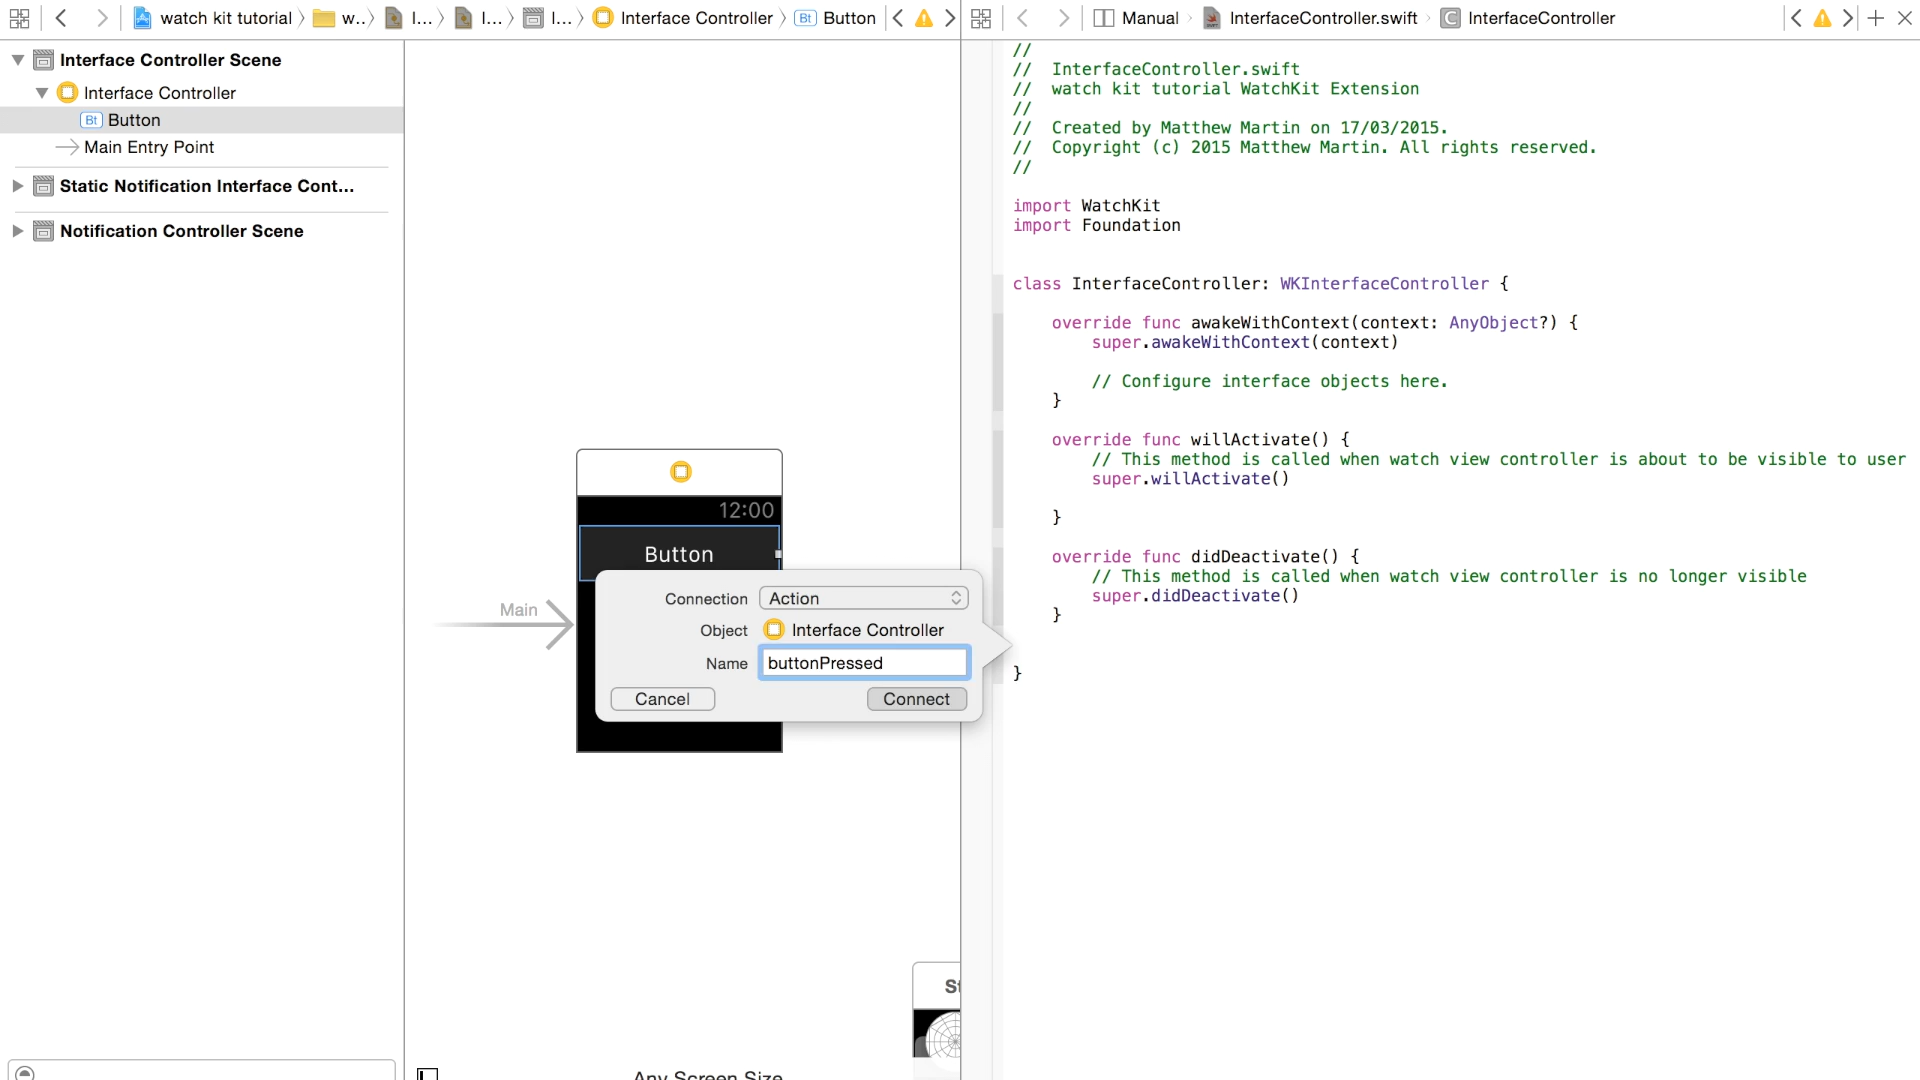 watch kit tutorial w.. I... I... I... Interface Controller Bt Button
Manual InterfaceController.swift C InterfaceController
Interface Controller Scene
Interface Controller
Bt Button
Main Entry Point
Static Notification Interface Cont...
Notification Controller Scene
12:00
Button
Main
Connection Action
Object Interface Controller
Name buttonPressed
Cancel Connect
St
Any Screen Size
//
// InterfaceController.swift
// watch kit tutorial WatchKit Extension
//
// Created by Matthew Martin on 17/03/2015.
// Copyright (c) 2015 Matthew Martin. All rights reserved.
//
import WatchKit
import Foundation
class InterfaceController: WKInterfaceController {
override func awakeWithContext(context: AnyObject?) {
super.awakeWithContext(context)
// Configure interface objects here.
}
override func willActivate() {
// This method is called when watch view controller is about to be visible to user
super.willActivate()
}
override func didDeactivate() {
// This method is called when watch view controller is no longer visible
super.didDeactivate()
}
}